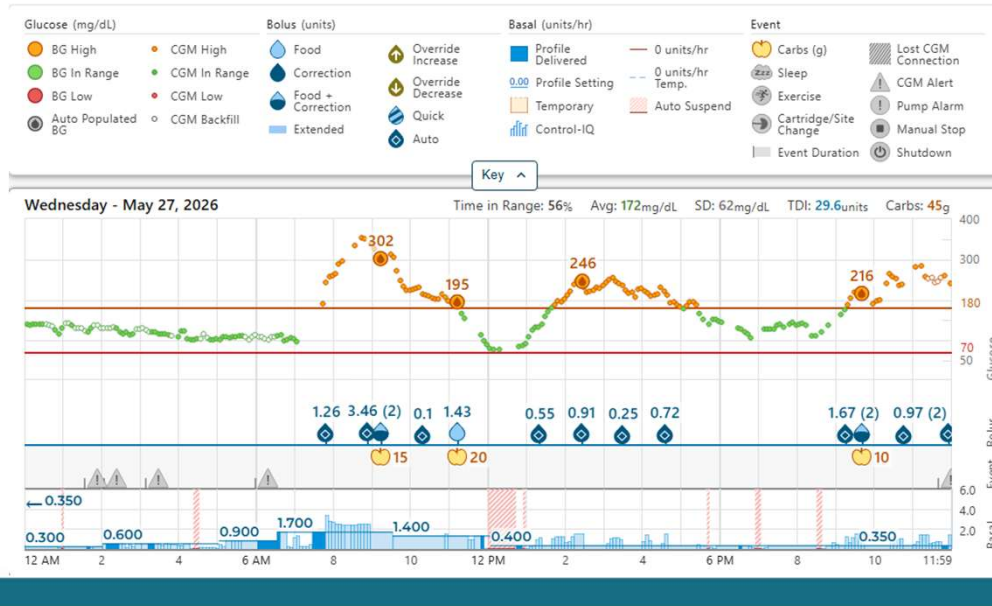 Glucose (mg/dL)
BG High
BG In Range
BG Low
Auto Populated
BG
CGM High
CGM In Range
CGM Low
CGM Backfill
Bolus (units)
Food
Correction
Food +
Correction
Extended
Override
Increase
Override
Decrease
Quick
Auto
Basal (units/hr)
Profile
Delivered
0.00 Profile Setting
Temporary
Control-IQ
0 units/hr
0 units/hr
Temp.
Auto Suspend
Event
Carbs (g)
Zzz Sleep
Exercise
Cartridge/Site
Change
Event Duration
Lost CGM
Connection
! CGM Alert
! Pump Alarm
Manual Stop
Shutdown
Key
Wednesday - May 27, 2026
Time in Range: 56% Avg: 172mg/dL SD: 62mg/dL TDI: 29.6units Carbs: 45g
400
302
300
246
195
216
180
70
50
Glucose
1.26 3.46 (2) 0.1 1.43 0.55 0.91 0.25 0.72 1.67 (2) 0.97 (2)
Bolus
15 20 10
! ! ! ! !
Event
0.350
6.0
4.0
2.0
0.300 0.600 0.900 1.700 1.400 0.400 0.350
Basal
12 AM 2 4 6 AM 8 10 12 PM 2 4 6 PM 8 10 11:59